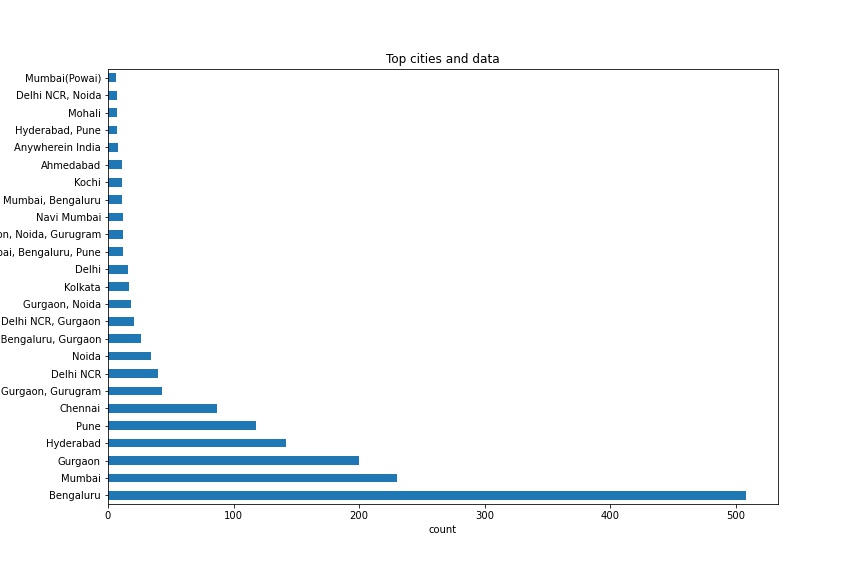 Top cities and data
Mumbai(Powai)
Delhi NCR, Noida
Mohali
Hyderabad, Pune
Anywherein India
Ahmedabad
Kochi
Mumbai, Bengaluru
Navi Mumbai
Noida, Gurugram
Bengaluru, Pune
Delhi
Kolkata
Gurgaon, Noida
Delhi NCR, Gurgaon
Bengaluru, Gurgaon
Noida
Delhi NCR
Gurgaon, Gurugram
Chennai
Pune
Hyderabad
Gurgaon
Mumbai
Bengaluru
0 100 200 300 400 500
count